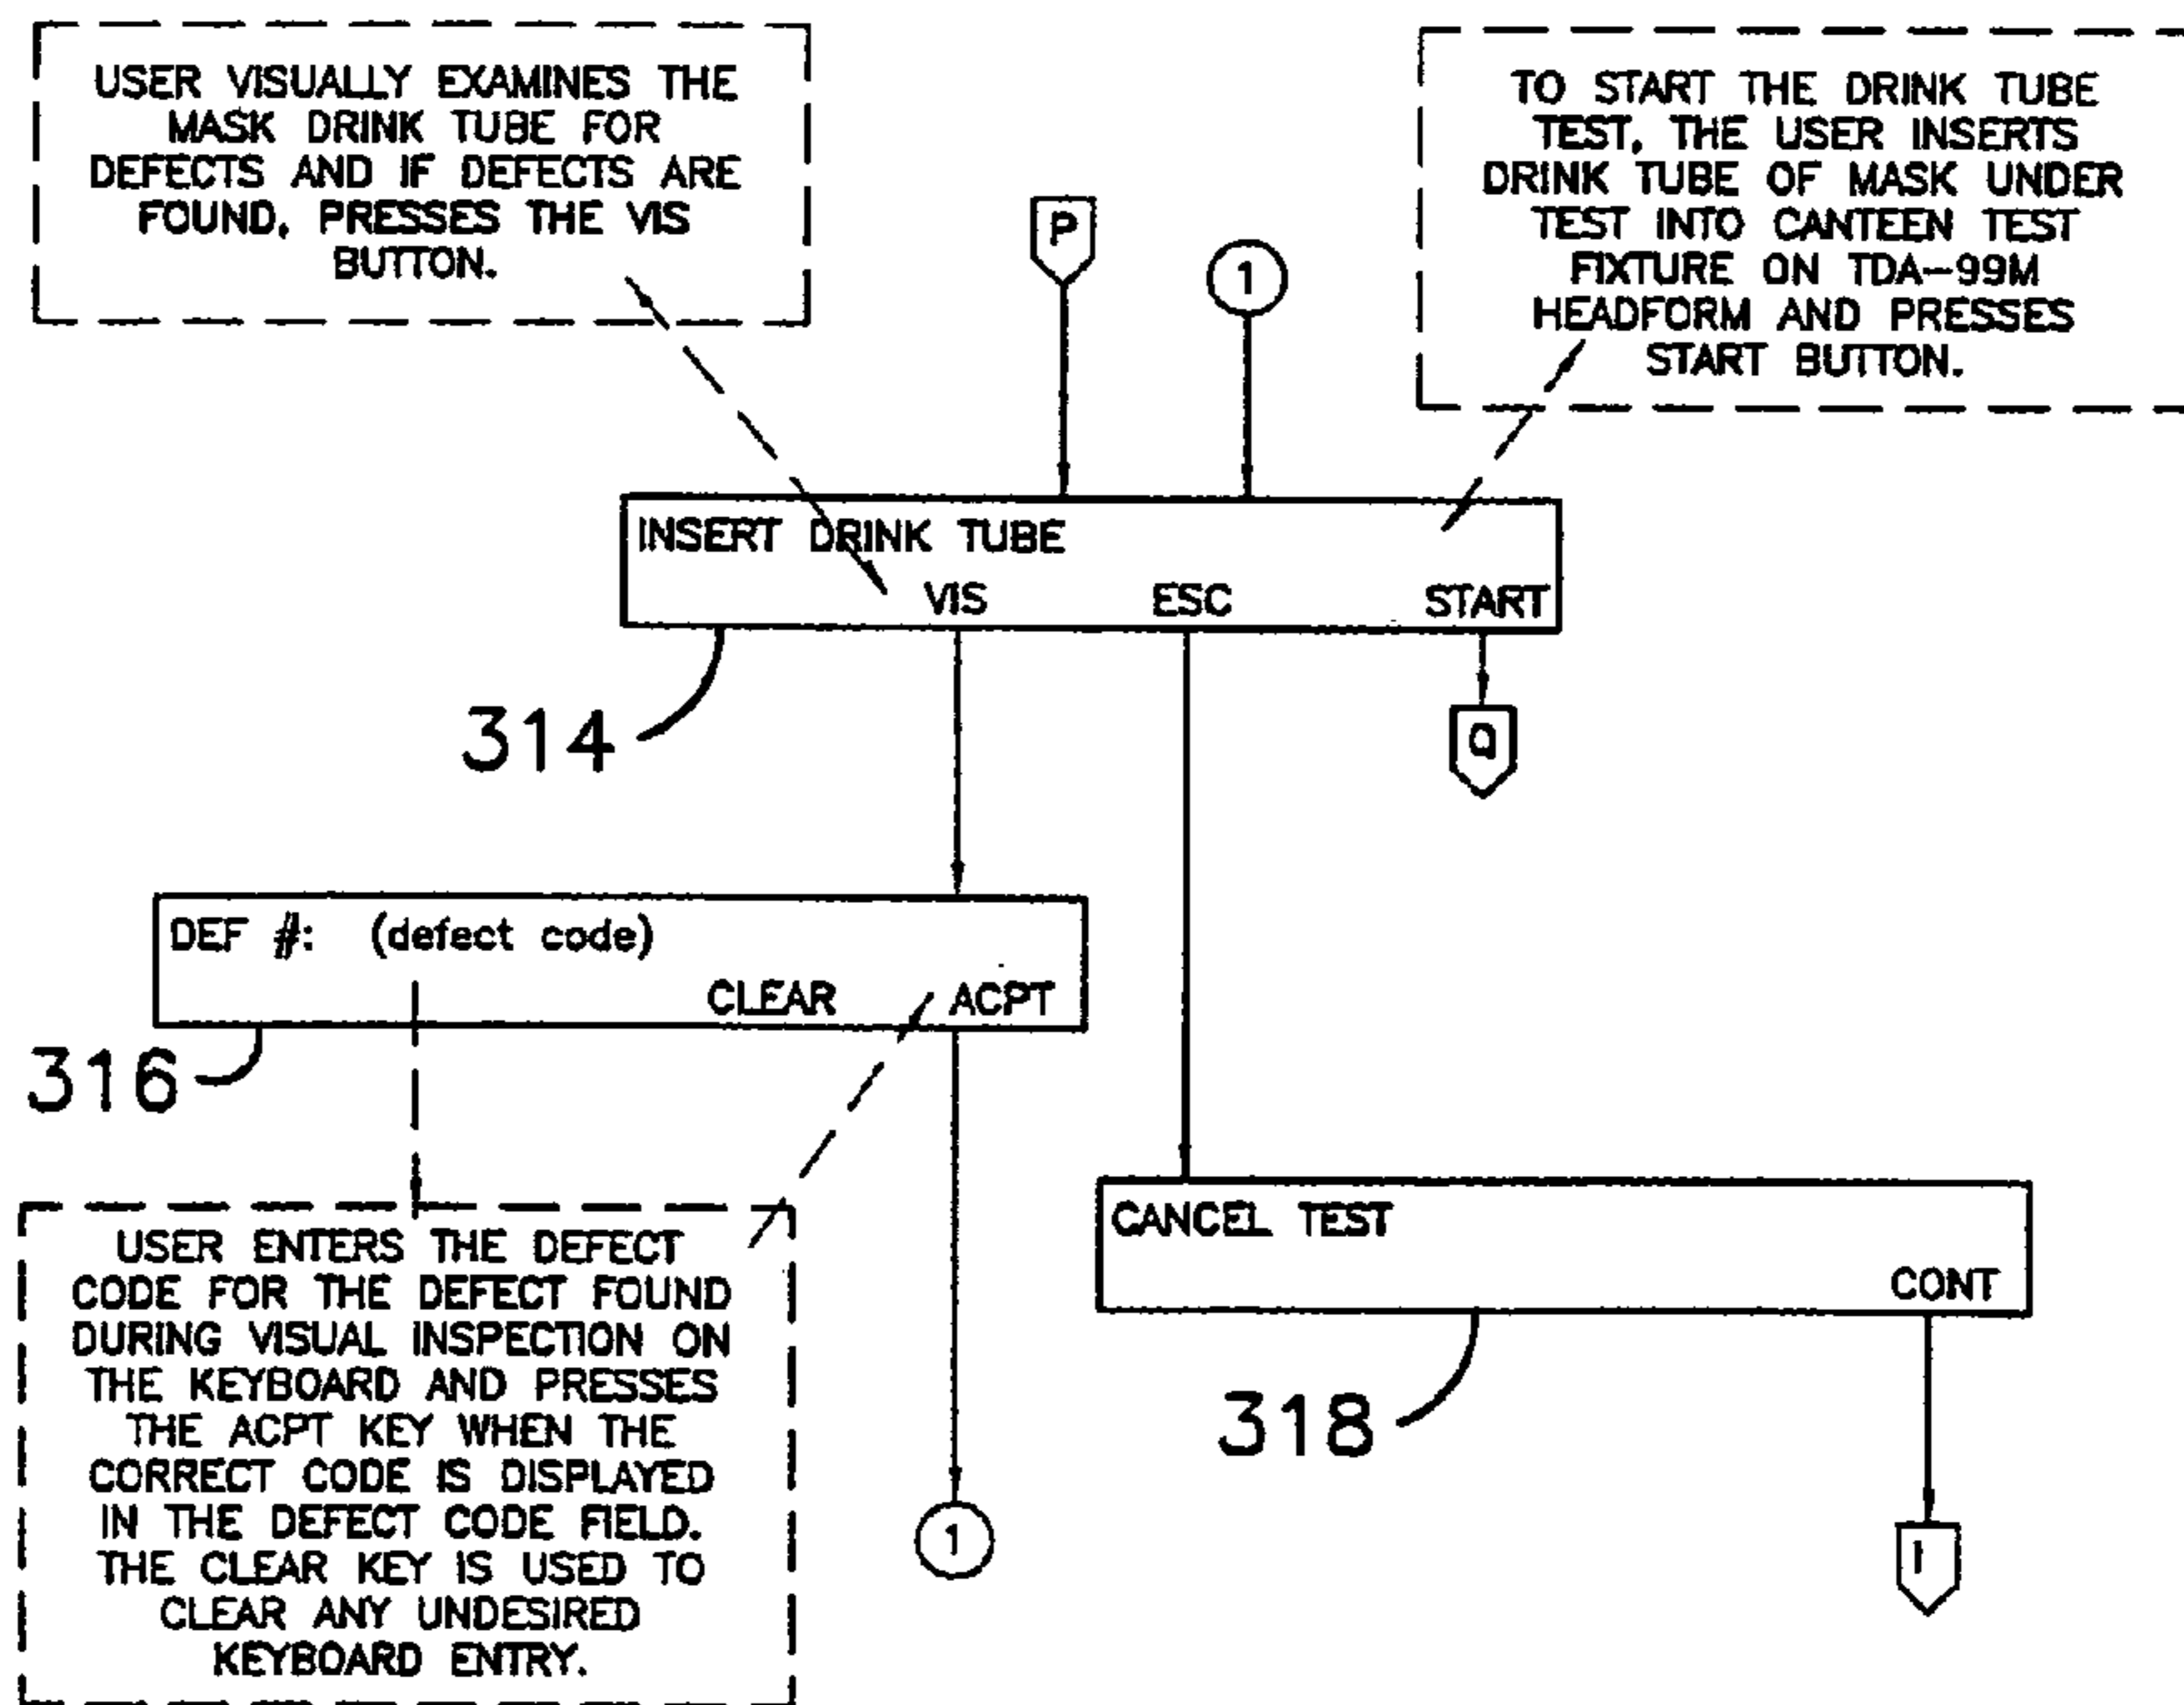 USER VISUALLY EXAMINES THE
MASK DRINK TUBE FOR
DEFECTS AND IF DEFECTS ARE
FOUND, PRESSES THE VIS
BUTTON.
TO START THE DRINK TUBE
TEST, THE USER INSERTS
DRINK TUBE OF MASK UNDER
TEST INTO CANTEEN TEST
FIXTURE ON TDA-99M
HEADFORM AND PRESSES
START BUTTON.
P
1
INSERT DRINK TUBE
VIS ESC START
314
Q
DEF #: (defect code)
CLEAR ACPT
316
USER ENTERS THE DEFECT
CODE FOR THE DEFECT FOUND
DURING VISUAL INSPECTION ON
THE KEYBOARD AND PRESSES
THE ACPT KEY WHEN THE
CORRECT CODE IS DISPLAYED
IN THE DEFECT CODE FIELD.
THE CLEAR KEY IS USED TO
CLEAR ANY UNDESIRED
KEYBOARD ENTRY.
1
CANCEL TEST
CONT
318
I